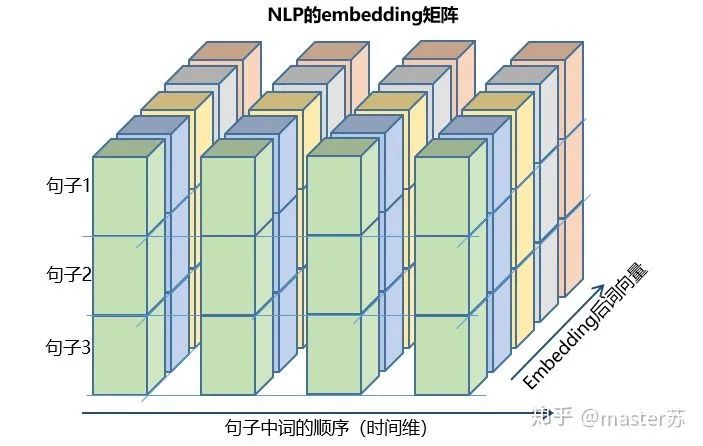 NLP的embedding矩阵
句子1
句子2
句子3
Embedding后词向量
句子中词的顺序（时间维）
知乎 @master苏